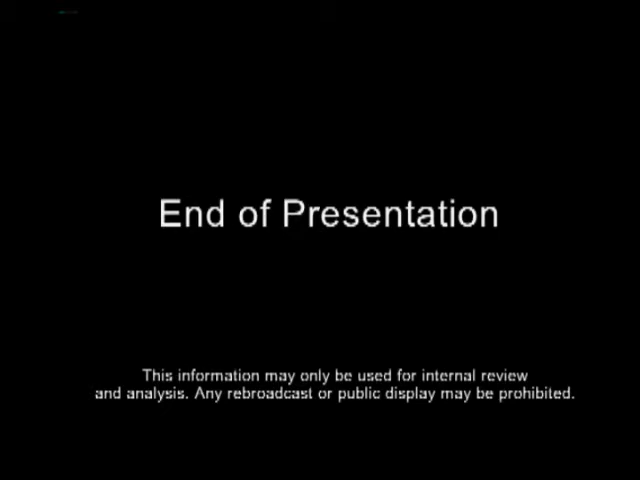 End of Presentation
This information may only be used for internal review
and analysis. Any rebroadcast or public display may be prohibited.